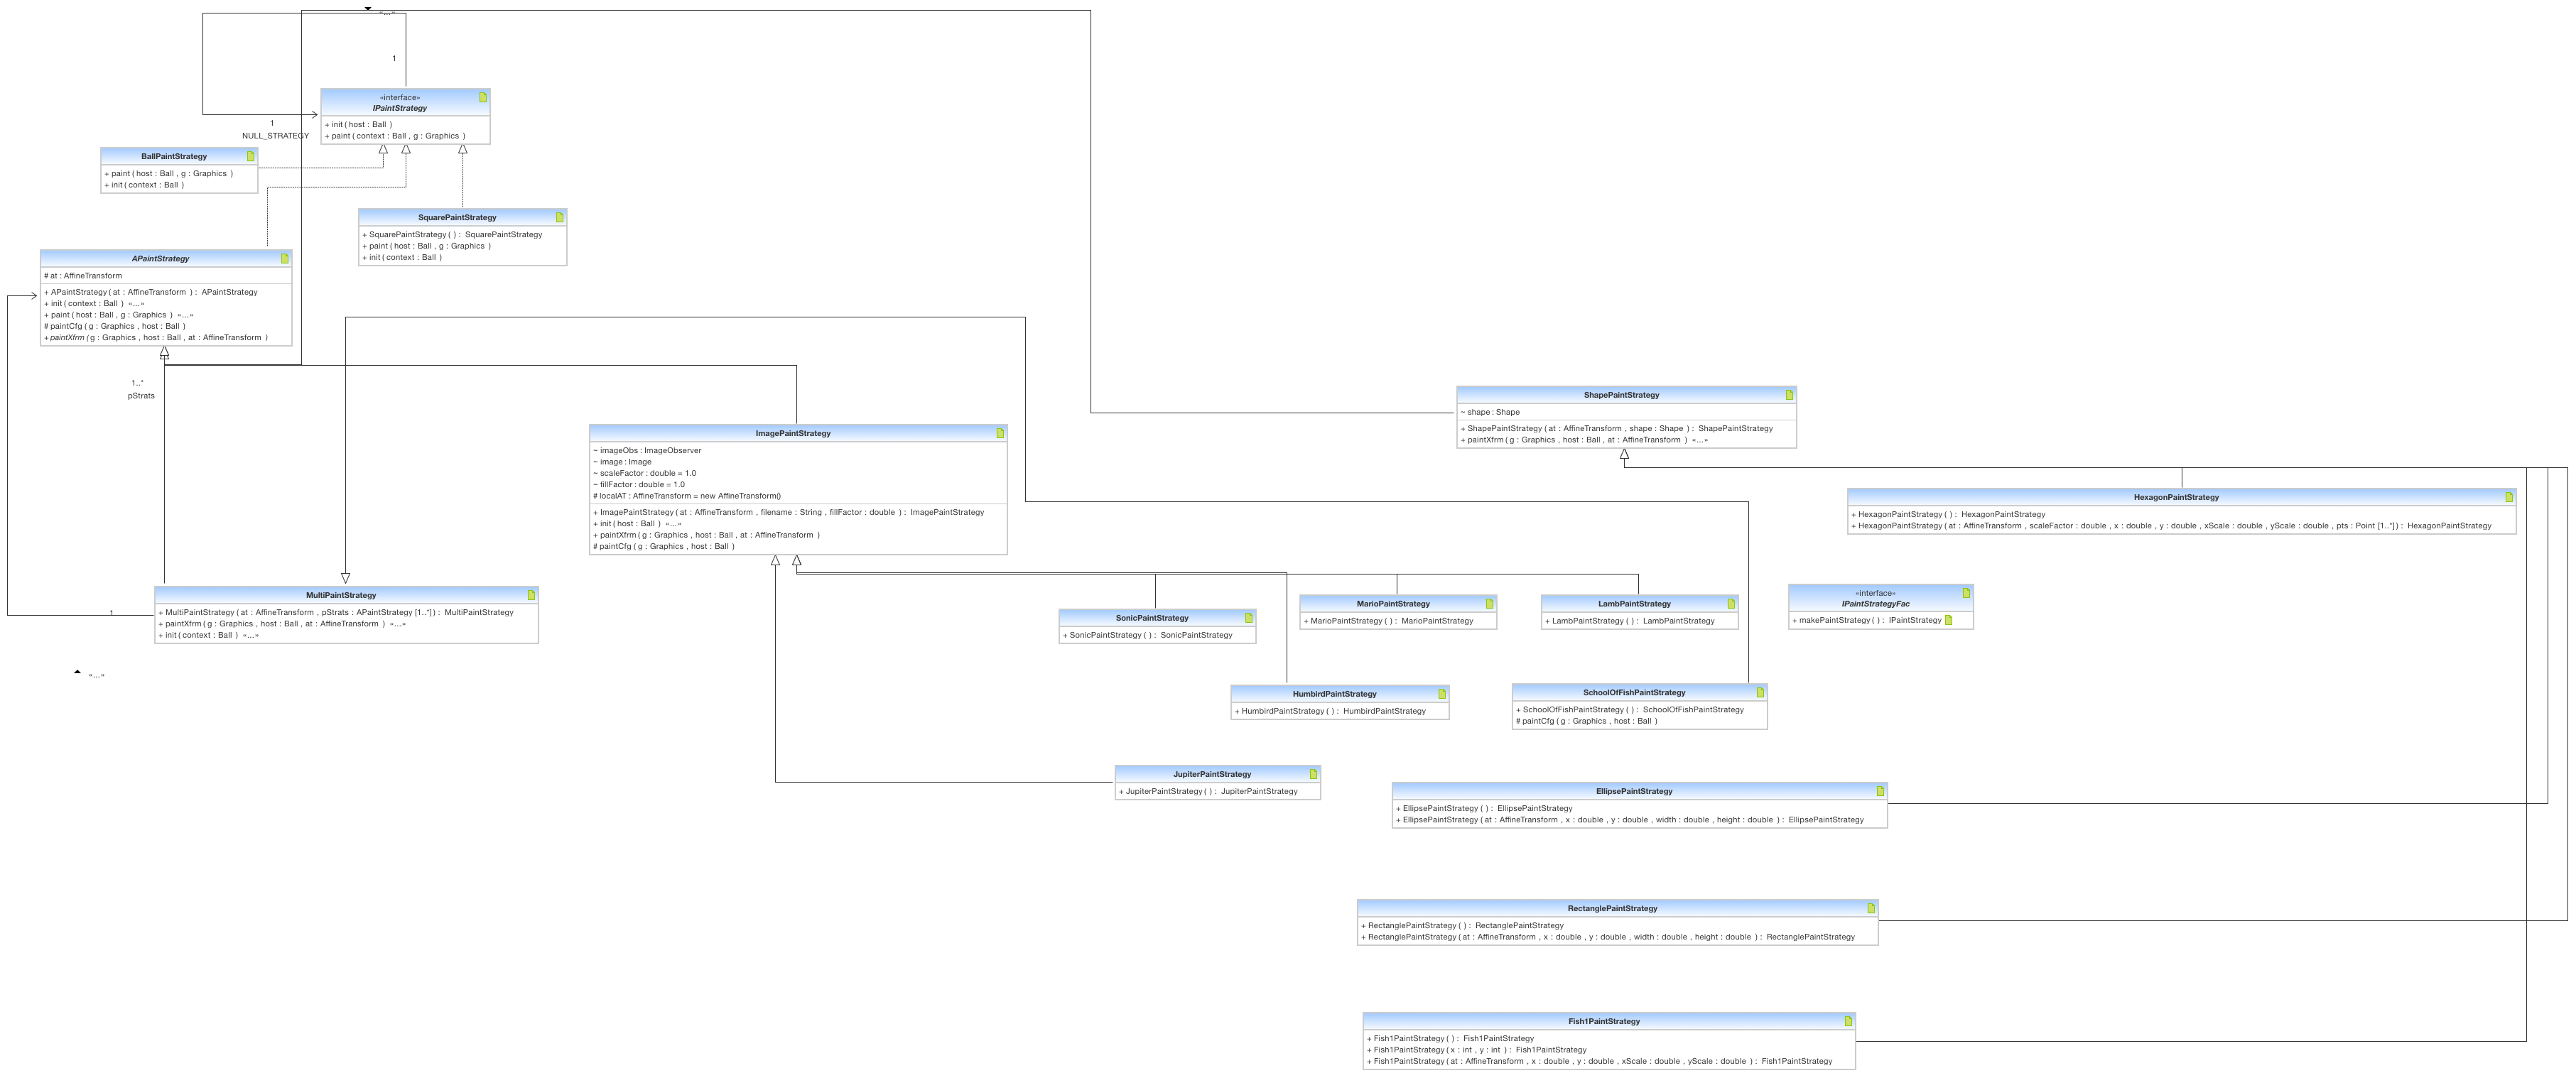 «...»
1
«interface»
IPaintStrategy
+ init ( host : Ball )
+ paint ( context : Ball , g : Graphics )
1
NULL_STRATEGY
BallPaintStrategy
+ paint ( host : Ball , g : Graphics )
+ init ( context : Ball )
SquarePaintStrategy
+ SquarePaintStrategy ( ) : SquarePaintStrategy
+ paint ( host : Ball , g : Graphics )
+ init ( context : Ball )
APaintStrategy
# at : AffineTransform
+ APaintStrategy ( at : AffineTransform ) : APaintStrategy
+ init ( context : Ball ) «...»
+ paint ( host : Ball , g : Graphics ) «...»
# paintCfg ( g : Graphics , host : Ball )
+ paintXfrm ( g : Graphics , host : Ball , at : AffineTransform )
1..*
pStrats
ShapePaintStrategy
~ shape : Shape
+ ShapePaintStrategy ( at : AffineTransform , shape : Shape ) : ShapePaintStrategy
+ paintXfrm ( g : Graphics , host : Ball , at : AffineTransform ) «...»
ImagePaintStrategy
~ imageObs : ImageObserver
~ image : Image
~ scaleFactor : double = 1.0
~ fillFactor : double = 1.0
# localAT : AffineTransform = new AffineTransform()
+ ImagePaintStrategy ( at : AffineTransform , filename : String , fillFactor : double ) : ImagePaintStrategy
+ init ( host : Ball ) «...»
+ paintXfrm ( g : Graphics , host : Ball , at : AffineTransform )
# paintCfg ( g : Graphics , host : Ball )
HexagonPaintStrategy
+ HexagonPaintStrategy ( ) : HexagonPaintStrategy
+ HexagonPaintStrategy ( at : AffineTransform , scaleFactor : double , x : double , y : double , xScale : double , yScale : double , pts : Point [1..*] ) : HexagonPaintStrategy
MultiPaintStrategy
+ MultiPaintStrategy ( at : AffineTransform , pStrats : APaintStrategy [1..*] ) : MultiPaintStrategy
+ paintXfrm ( g : Graphics , host : Ball , at : AffineTransform ) «...»
+ init ( context : Ball ) «...»
1
«...»
SonicPaintStrategy
+ SonicPaintStrategy ( ) : SonicPaintStrategy
MarioPaintStrategy
+ MarioPaintStrategy ( ) : MarioPaintStrategy
LambPaintStrategy
+ LambPaintStrategy ( ) : LambPaintStrategy
«interface»
IPaintStrategyFac
+ makePaintStrategy ( ) : IPaintStrategy
HumbirdPaintStrategy
+ HumbirdPaintStrategy ( ) : HumbirdPaintStrategy
SchoolOfFishPaintStrategy
+ SchoolOfFishPaintStrategy ( ) : SchoolOfFishPaintStrategy
# paintCfg ( g : Graphics , host : Ball )
JupiterPaintStrategy
+ JupiterPaintStrategy ( ) : JupiterPaintStrategy
EllipsePaintStrategy
+ EllipsePaintStrategy ( ) : EllipsePaintStrategy
+ EllipsePaintStrategy ( at : AffineTransform , x : double , y : double , width : double , height : double ) : EllipsePaintStrategy
RectanglePaintStrategy
+ RectanglePaintStrategy ( ) : RectanglePaintStrategy
+ RectanglePaintStrategy ( at : AffineTransform , x : double , y : double , width : double , height : double ) : RectanglePaintStrategy
Fish1PaintStrategy
+ Fish1PaintStrategy ( ) : Fish1PaintStrategy
+ Fish1PaintStrategy ( x : int , y : int ) : Fish1PaintStrategy
+ Fish1PaintStrategy ( at : AffineTransform , x : double , y : double , xScale : double , yScale : double ) : Fish1PaintStrategy